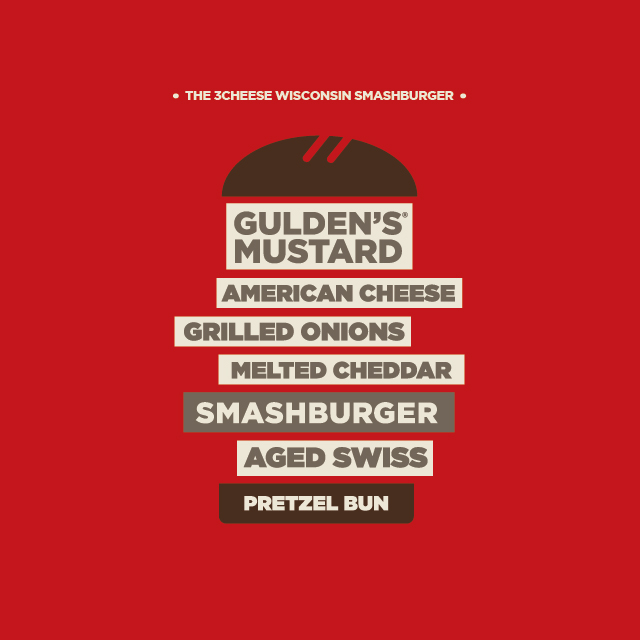 • THE 3CHEESE WISCONSIN SMASHBURGER •
GULDEN'S®
MUSTARD
AMERICAN CHEESE
GRILLED ONIONS
MELTED CHEDDAR
SMASHBURGER
AGED SWISS
PRETZEL BUN